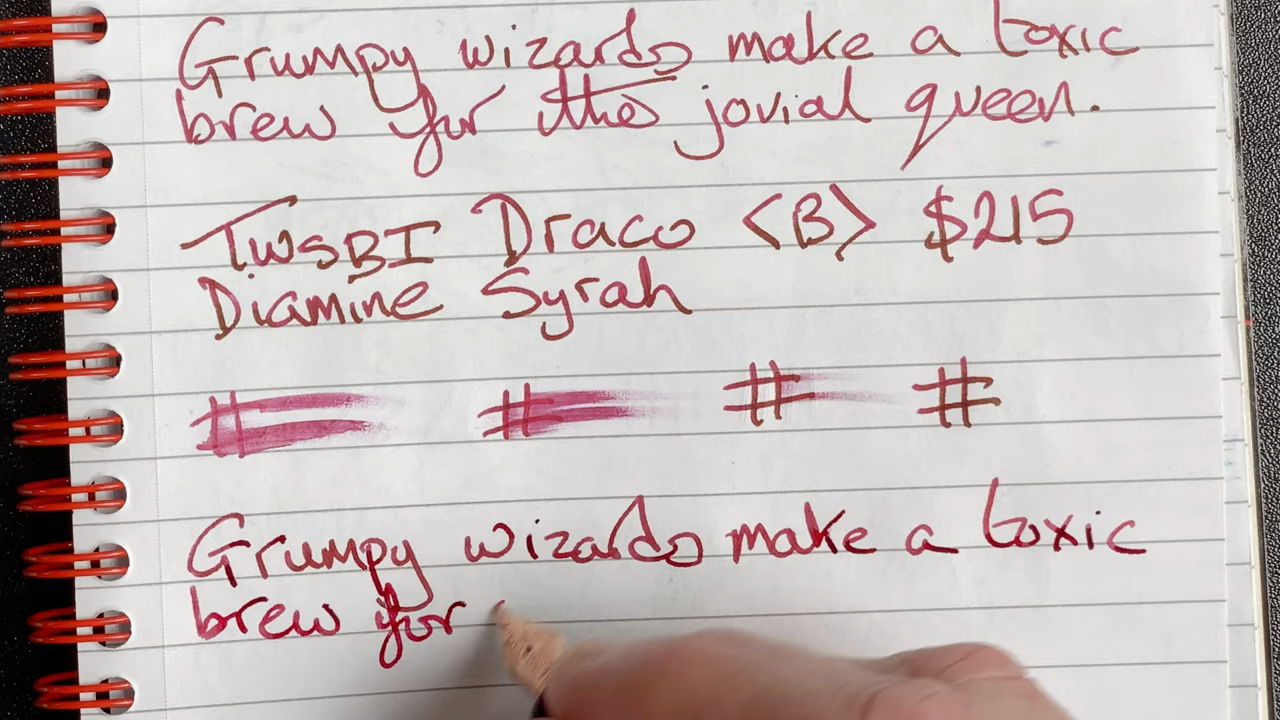 Grumpy wizards make a toxic
brew for the jovial queen.
TWSBI Draco <B> $215
Diamine Syrah
# # # #
Grumpy wizards make a toxic
brew for